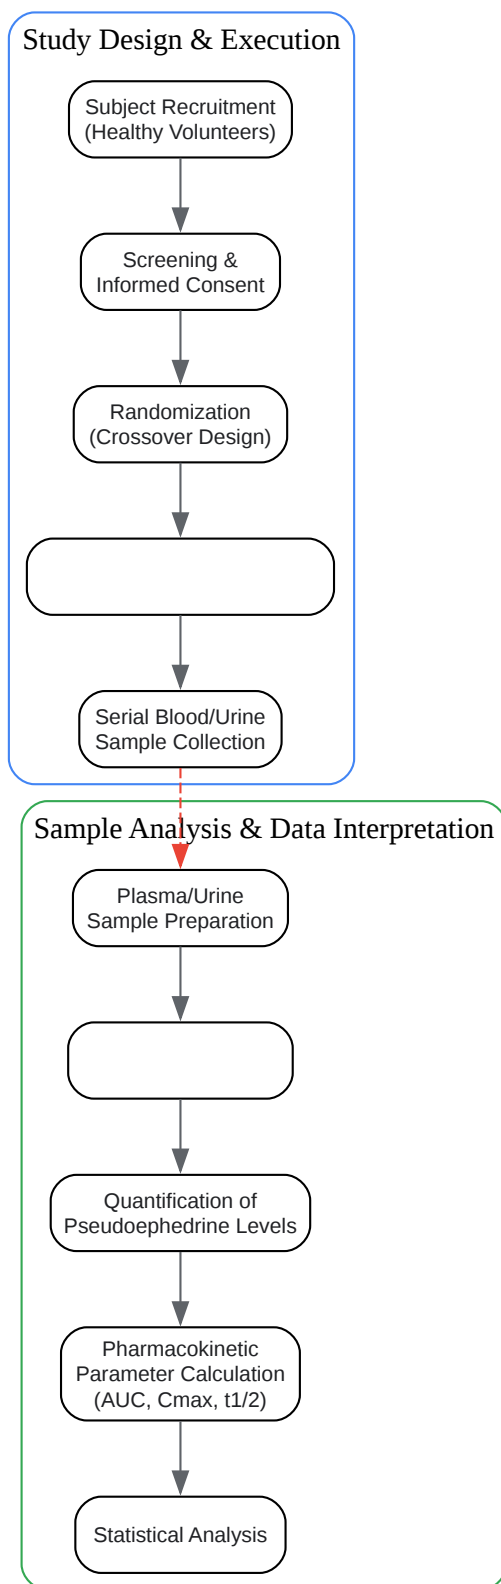 Study Design & Execution
Subject Recruitment
(Healthy Volunteers)
Screening &
Informed Consent
Randomization
(Crossover Design)
Serial Blood/Urine
Sample Collection
Sample Analysis & Data Interpretation
Plasma/Urine
Sample Preparation
Quantification of
Pseudoephedrine Levels
Pharmacokinetic
Parameter Calculation
(AUC, Cmax, t1/2)
Statistical Analysis